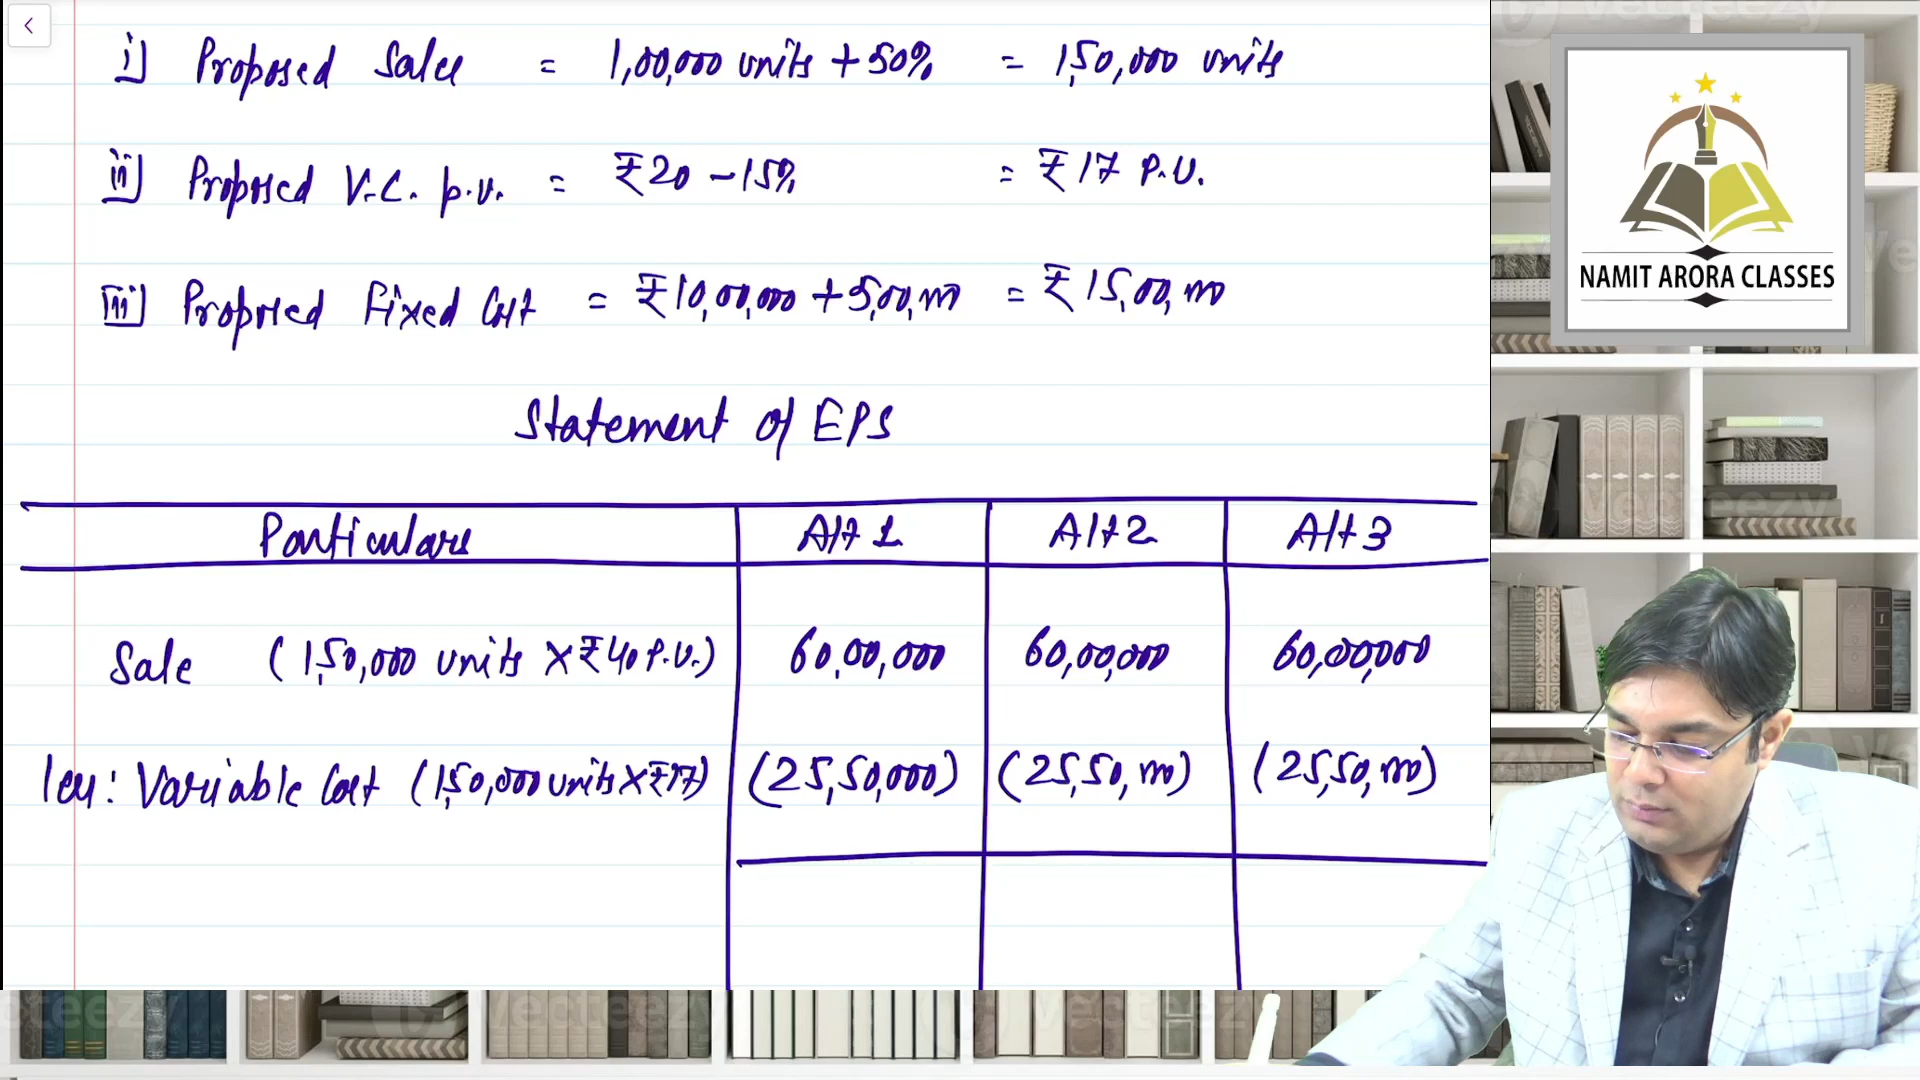 i) Proposed Sales = 1,00,000 units + 50% = 1,50,000 units
ii) Proposed V.C. p.u. = ₹20 - 15% = ₹17 P.U.
iii) Proposed Fixed Cost = ₹10,00,000 + 5,00,000 = ₹15,00,000
Statement of EPS
Particulars Alt 1 Alt 2 Alt 3
Sale (1,50,000 units X ₹40 P.U.) 60,00,000 60,00,000 60,00,000
less: Variable Cost (1,50,000 units X ₹17) (25,50,000) (25,50,000) (25,50,000)
NAMIT ARORA CLASSES